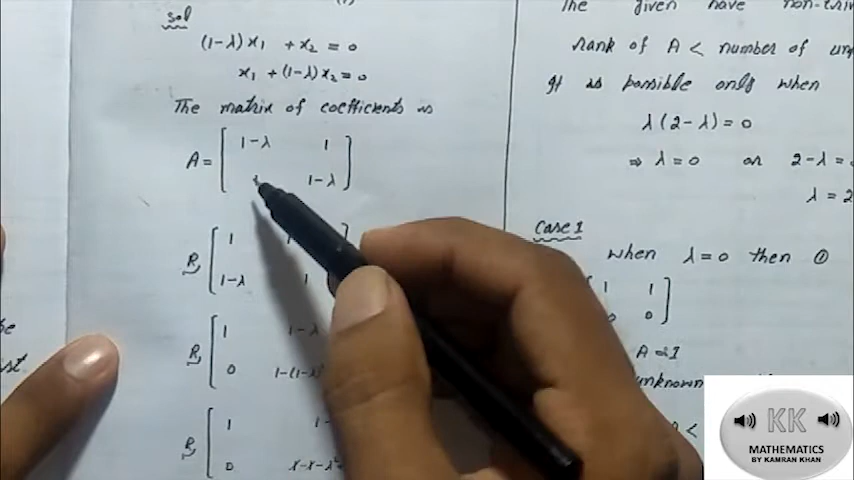 sol
(1-λ)x₁ + x₂ = 0
x₁ + (1-λ)x₂ = 0
The matrix of coefficients is
A = [ 1-λ 1
1-λ ]
R [ 1
1-λ 1
R [ 1 1-λ
0 1-(1-λ)
R [ 1 1-
0
The given have non-triv
rank of A < number of un
It is possible only when
λ(2-λ) = 0
⇒ λ = 0 or 2-λ =
λ = 2
Case I
when λ = 0 then ①
1 1 ]
0 0
unknown
KK
MATHEMATICS
BY KAMRAN KHAN